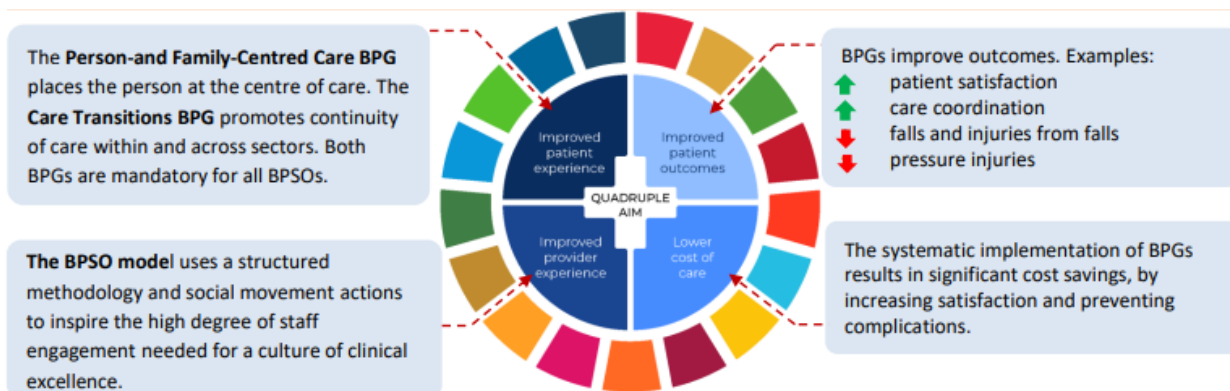 The Person-and Family-Centred Care BPG
places the person at the centre of care. The
Care Transitions BPG promotes continuity
of care within and across sectors. Both
BPGs are mandatory for all BPSOs.
BPGs improve outcomes. Examples:
patient satisfaction
care coordination
falls and injuries from falls
pressure injuries
Improved
patient
experience
Improved
patient
outcomes
QUADRUPLE
AIM
Improved
provider
experience
Lower
cost of
care
The BPSO model uses a structured
methodology and social movement actions
to inspire the high degree of staff
engagement needed for a culture of clinical
excellence.
The systematic implementation of BPGs
results in significant cost savings, by
increasing satisfaction and preventing
complications.